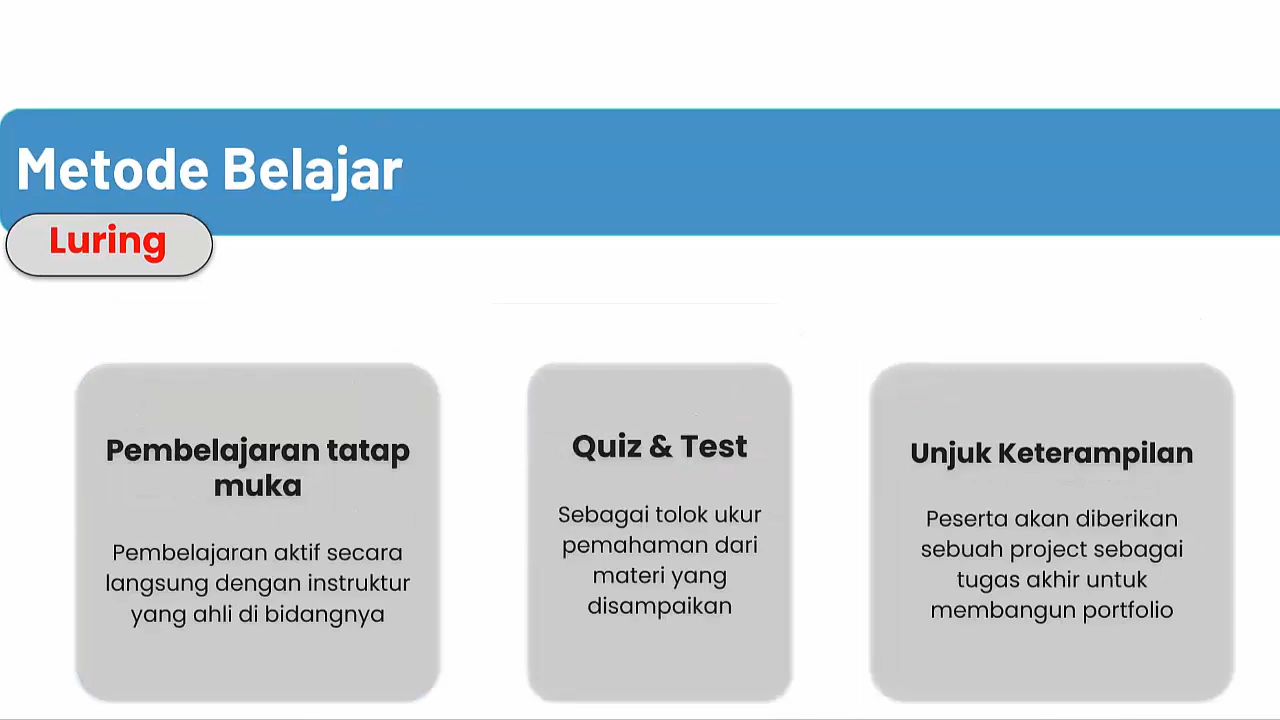 Metode Belajar
Luring
Pembelajaran tatap
muka
Pembelajaran aktif secara
langsung dengan instruktur
yang ahli di bidangnya
Quiz & Test
Sebagai tolok ukur
pemahaman dari
materi yang
disampaikan
Unjuk Keterampilan
Peserta akan diberikan
sebuah project sebagai
tugas akhir untuk
membangun portfolio